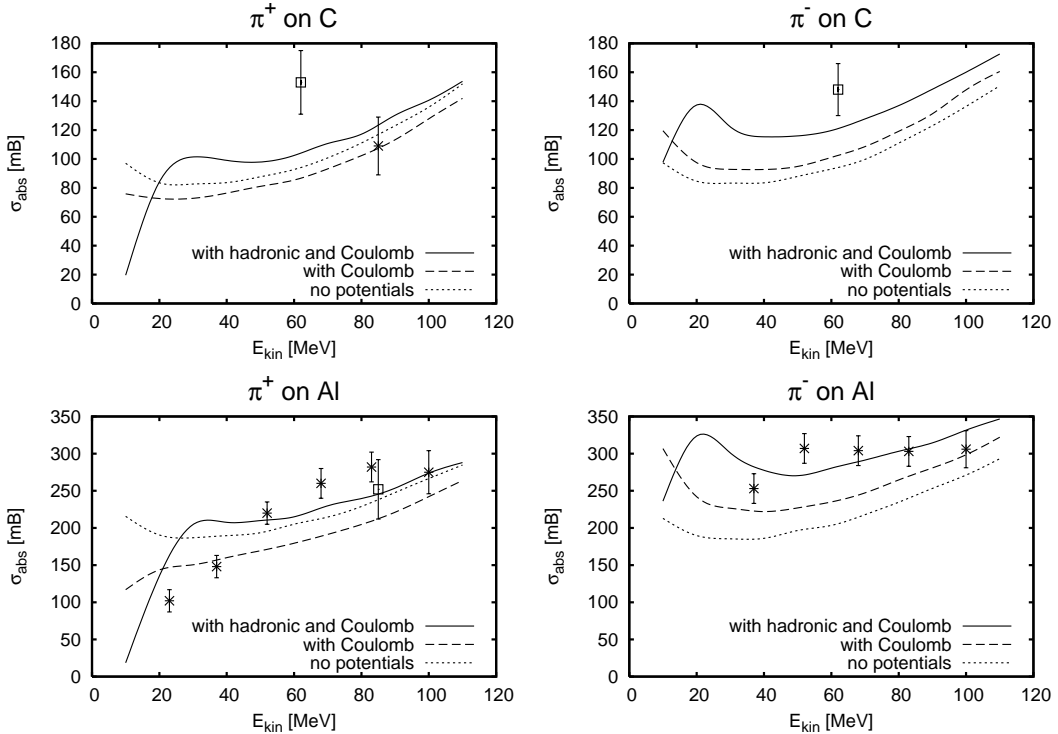 π⁺ on C
σabs [mB]
180
160
140
120
100
80
60
40
20
0
with hadronic and Coulomb
with Coulomb
no potentials
0 20 40 60 80 100 120
Ekin [MeV]
π⁻ on C
σabs [mB]
180
160
140
120
100
80
60
40
20
0
with hadronic and Coulomb
with Coulomb
no potentials
0 20 40 60 80 100 120
Ekin [MeV]
π⁺ on Al
σabs [mB]
350
300
250
200
150
100
50
0
with hadronic and Coulomb
with Coulomb
no potentials
0 20 40 60 80 100 120
Ekin [MeV]
π⁻ on Al
σabs [mB]
350
300
250
200
150
100
50
0
with hadronic and Coulomb
with Coulomb
no potentials
0 20 40 60 80 100 120
Ekin [MeV]